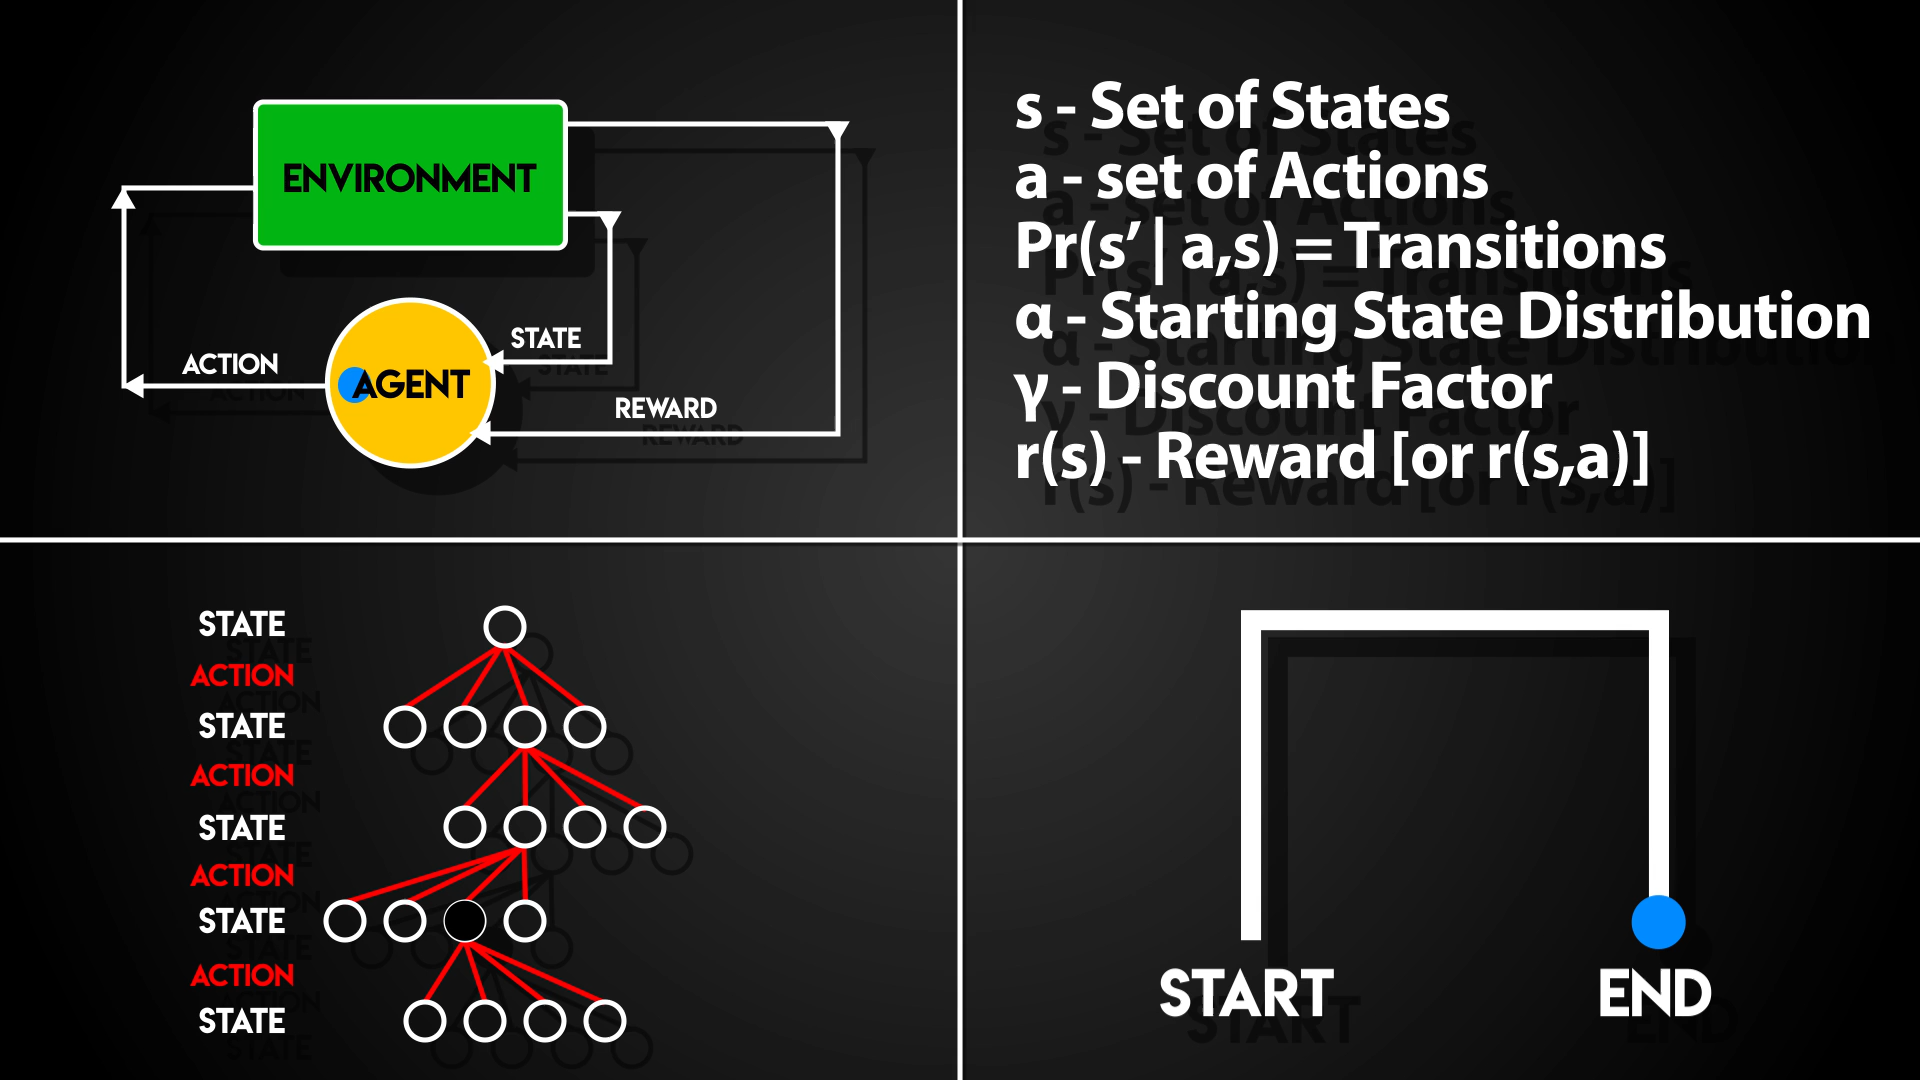 ENVIRONMENT
STATE
ACTION
AGENT
REWARD
s - Set of States
a - set of Actions
Pr(s’ | a,s) = Transitions
α - Starting State Distribution
γ - Discount Factor
r(s) - Reward [or r(s,a)]
STATE
ACTION
STATE
ACTION
STATE
ACTION
STATE
ACTION
STATE
START
END